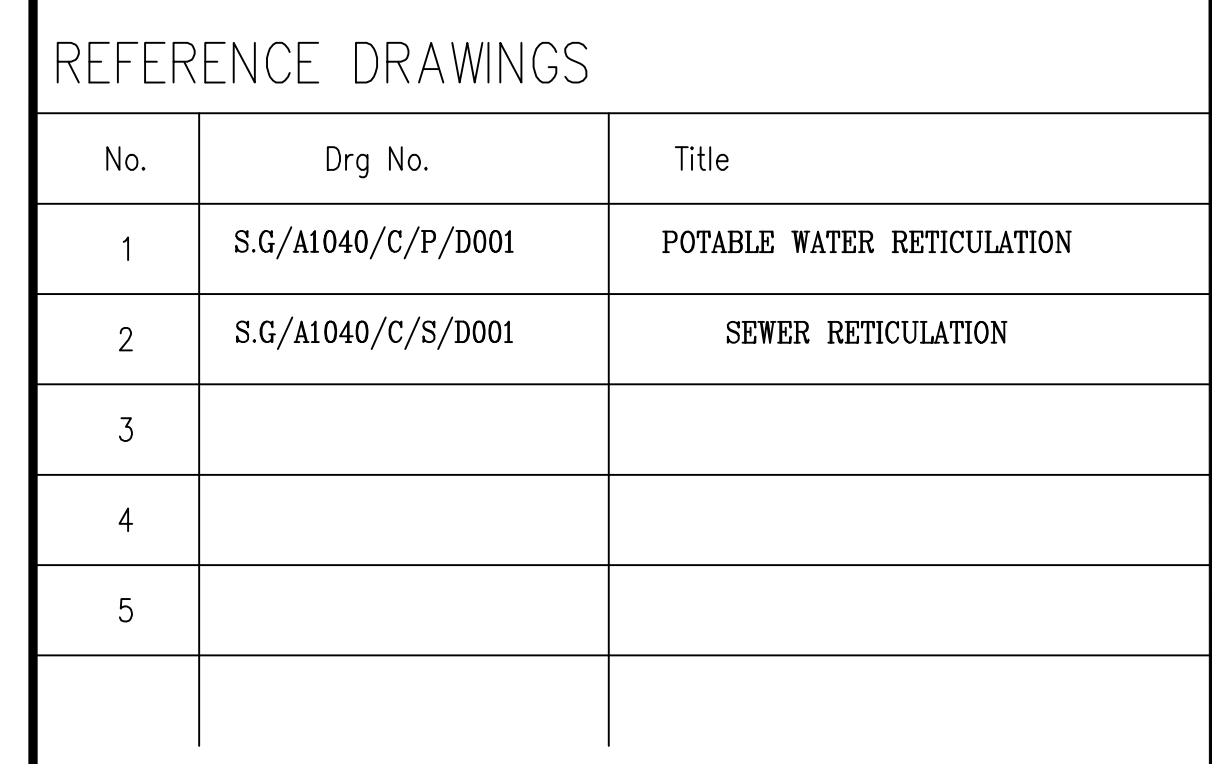 REFERENCE DRAWINGS
No. Drg No. Title
1 S.G/A1040/C/P/D001 POTABLE WATER RETICULATION
2 S.G/A1040/C/S/D001 SEWER RETICULATION
3
4
5